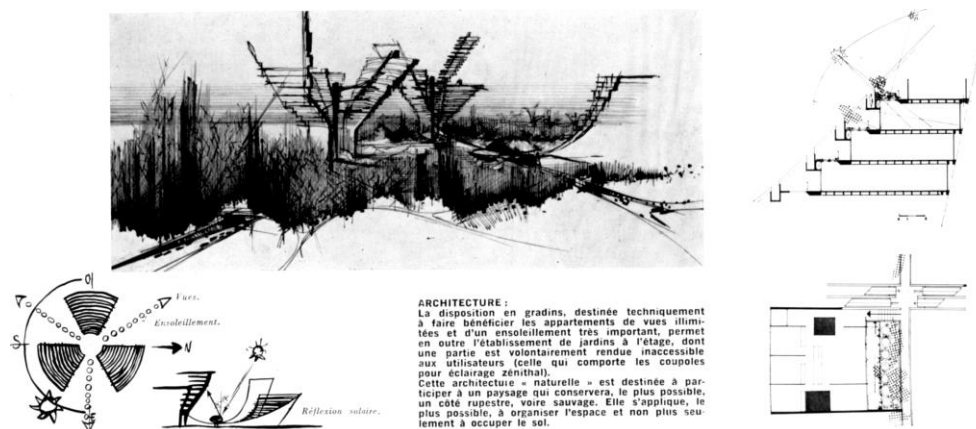 Vues.
Ensoleillement.
S
N
E
Réflexion solaire.
ARCHITECTURE :
La disposition en gradins, destinée techniquement
à faire bénéficier les appartements de vues illimi-
tées et d'un ensoleillement très important, permet
en outre l'établissement de jardins à l'étage, dont
une partie est volontairement rendue inaccessible
aux utilisateurs (celle qui comporte les coupoles
pour éclairage zénithal).
Cette architecture « naturelle » est destinée à par-
ticiper à un paysage qui conservera, le plus possible,
un côté rupestre, voire sauvage. Elle s'applique, le
plus possible, à organiser l'espace et non plus seu-
lement à occuper le sol.